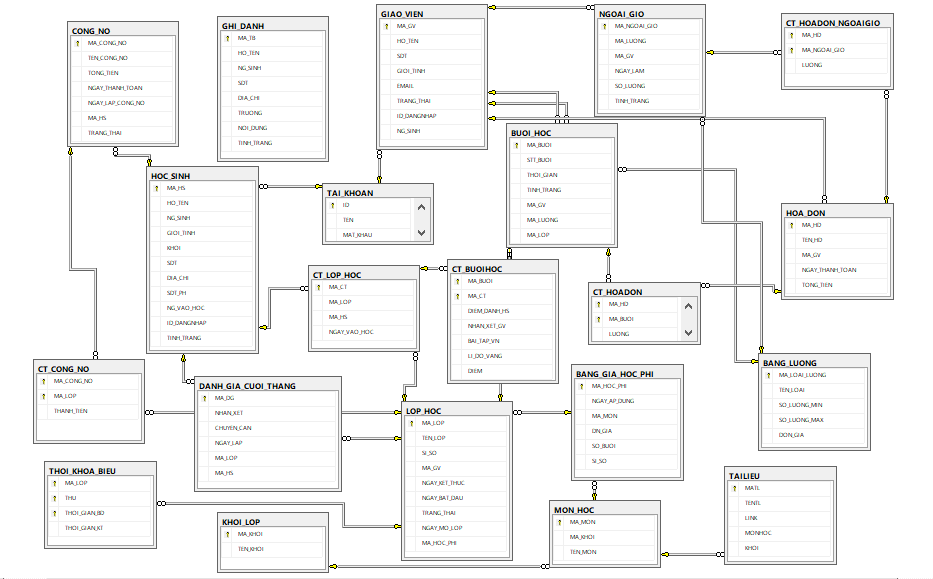 CONG_NO
MA_CONG_NO
TEN_CONG_NO
TONG_TIEN
NGAY_THANH_TOAN
NGAY_LAP_CONG_NO
MA_HS
TRANG_THAI
GHI_DANH
MA_TB
HO_TEN
NG_SINH
SDT
DIA_CHI
TRUONG
NOI_DUNG
TINH_TRANG
GIAO_VIEN
MA_GV
HO_TEN
SDT
GIOI_TINH
EMAIL
TRANG_THAI
ID_DANGNHAP
NG_SINH
NGOAI_GIO
MA_NGOAI_GIO
MA_LUONG
MA_GV
NGAY_LAM
SO_LUONG
TINH_TRANG
CT_HOADON_NGOAIGIO
MA_HD
MA_NGOAI_GIO
LUONG
HOC_SINH
MA_HS
HO_TEN
NG_SINH
GIOI_TINH
KHOI
SDT
DIA_CHI
SDT_PH
NG_VAO_HOC
ID_DANGNHAP
TINH_TRANG
TAI_KHOAN
ID
TEN
MAT_KHAU
BUOI_HOC
MA_BUOI
STT_BUOI
THOI_GIAN
TINH_TRANG
MA_GV
MA_LUONG
MA_LOP
HOA_DON
MA_HD
TEN_HD
MA_GV
NGAY_THANH_TOAN
TONG_TIEN
CT_LOP_HOC
MA_CT
MA_LOP
MA_HS
NGAY_VAO_HOC
CT_BUOIHOC
MA_BUOI
MA_CT
DIEM_DANH_HS
NHAN_XET_GV
BAI_TAP_VN
LI_DO_VANG
DIEM
CT_HOADON
MA_HD
MA_BUOI
LUONG
CT_CONG_NO
MA_CONG_NO
MA_LOP
THANH_TIEN
DANH_GIA_CUOI_THANG
MA_DG
NHAN_XET
CHUYEN_CAN
NGAY_LAP
MA_LOP
MA_HS
LOP_HOC
MA_LOP
TEN_LOP
SI_SO
MA_GV
NGAY_KET_THUC
NGAY_BAT_DAU
TRANG_THAI
NGAY_MO_LOP
MA_HOC_PHI
BANG_GIA_HOC_PHI
MA_HOC_PHI
NGAY_AP_DUNG
MA_MON
DN_GIA
SO_BUOI
SI_SO
BANG_LUONG
MA_LOAI_LUONG
TEN_LOAI
SO_LUONG_MIN
SO_LUONG_MAX
DON_GIA
THOI_KHOA_BIEU
MA_LOP
THU
THOI_GIAN_BD
THOI_GIAN_KT
KHOI_LOP
MA_KHOI
TEN_KHOI
MON_HOC
MA_MON
MA_KHOI
TEN_MON
TAILIEU
MATL
TENTL
LINK
MONHOC
KHOI